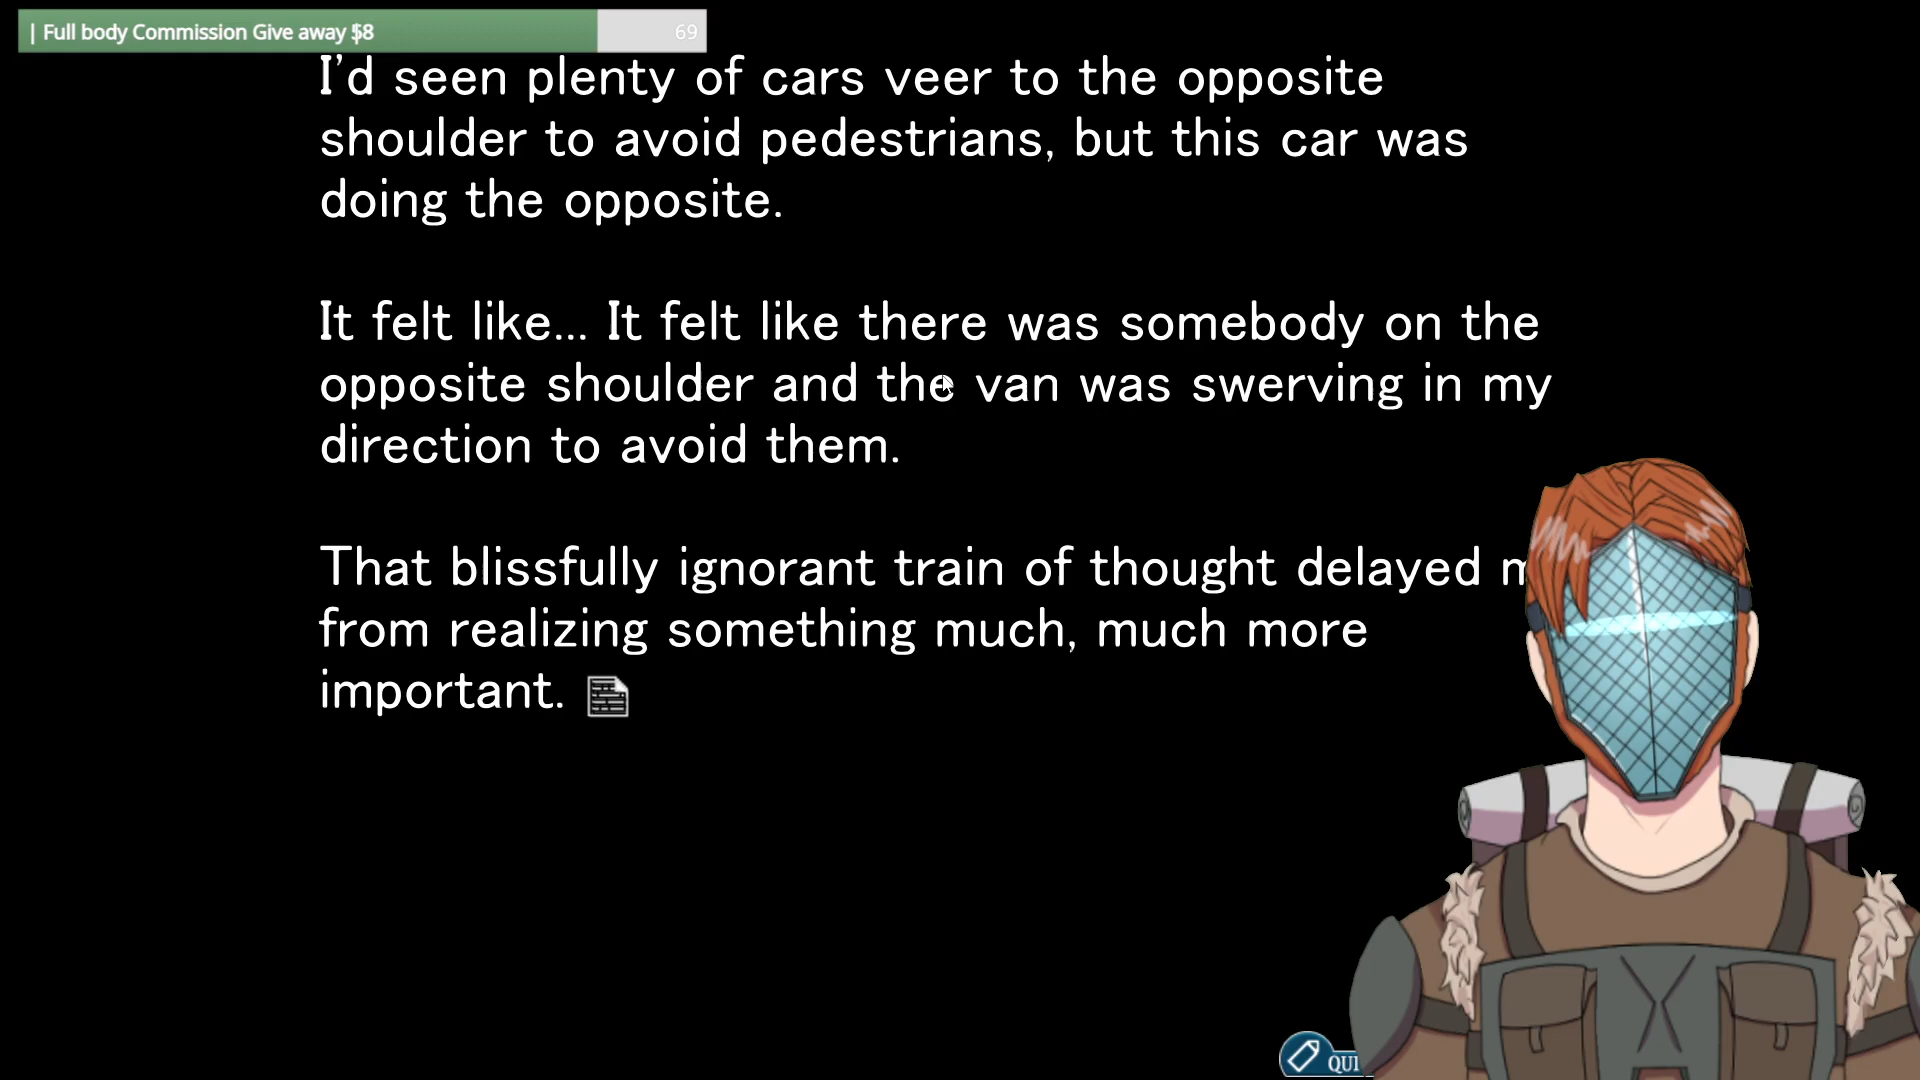 | Full body Commission Give away $8
69
I'd seen plenty of cars veer to the opposite
shoulder to avoid pedestrians, but this car was
doing the opposite.
It felt like... It felt like there was somebody on the
opposite shoulder and the van was swerving in my
direction to avoid them.
That blissfully ignorant train of thought delayed
from realizing something much, much more
important.